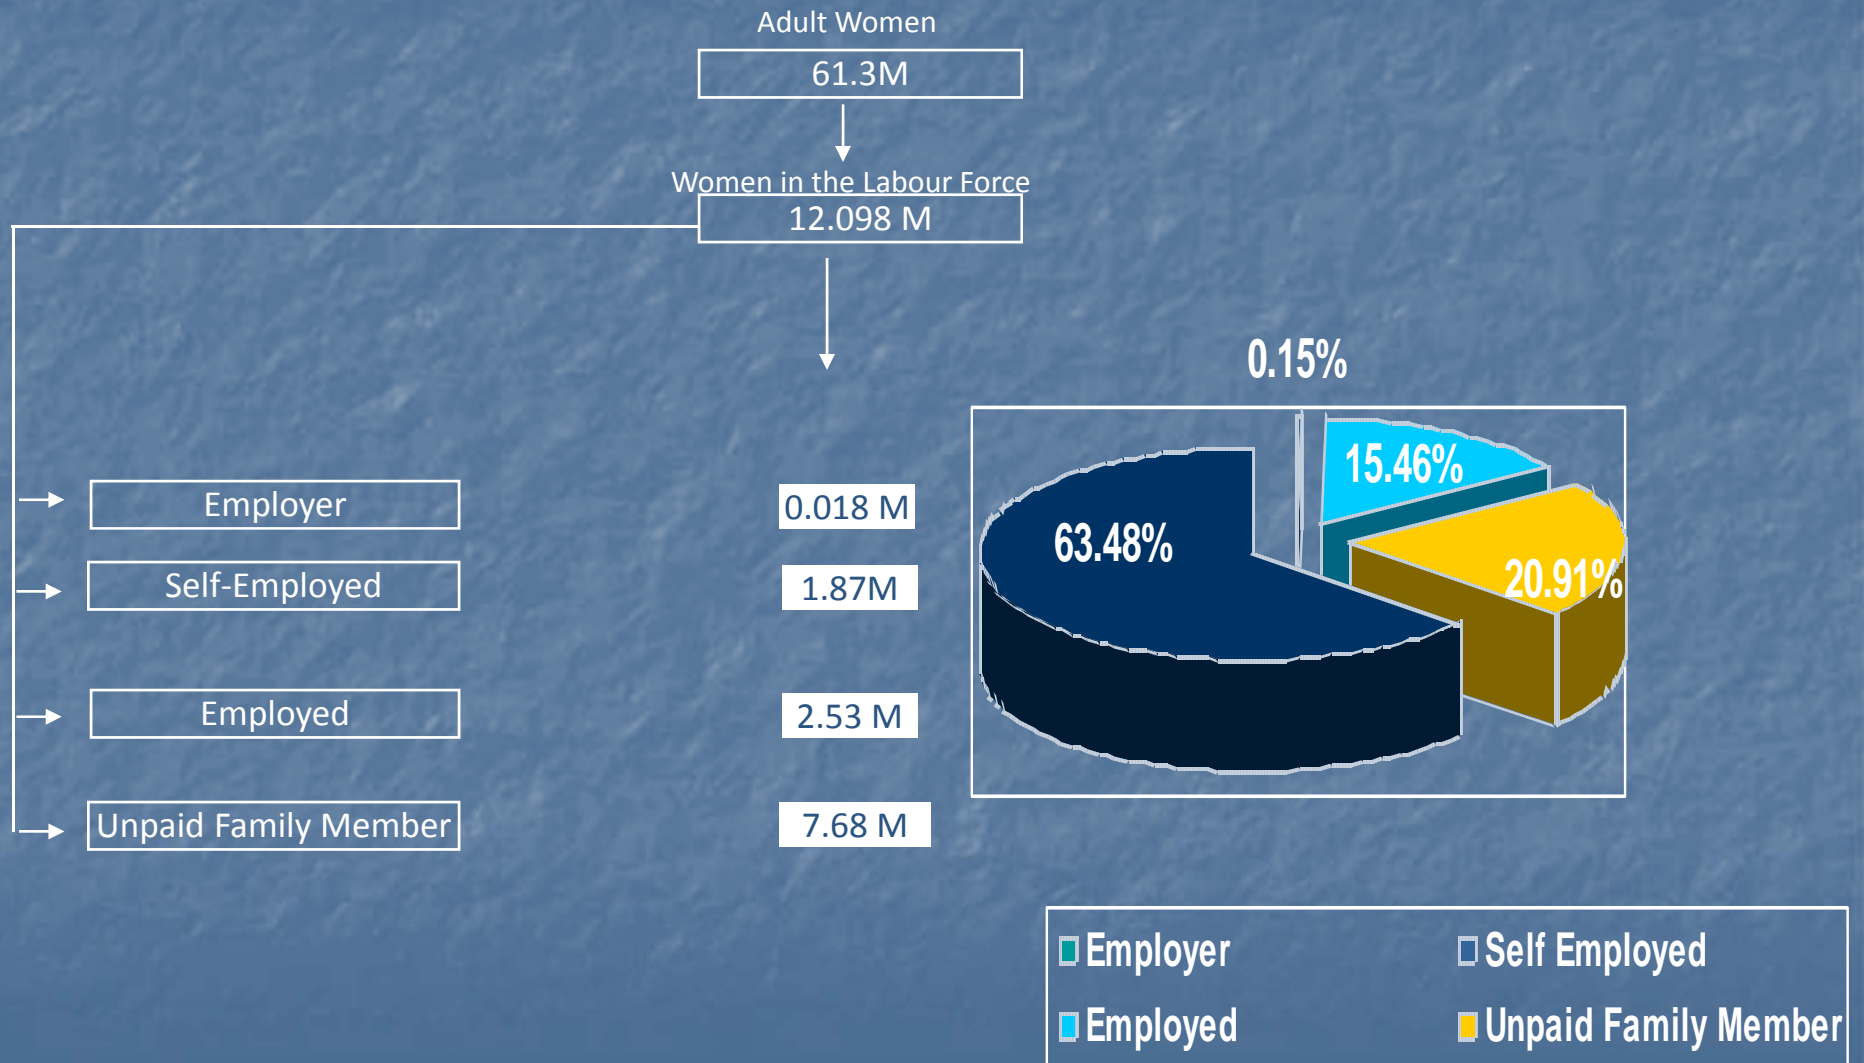 Adult Women
61.3M
Women in the Labour Force
12.098 M
0.15%
15.46%
63.48%
20.91%
Employer
0.018 M
Self-Employed
1.87M
Employed
2.53 M
Unpaid Family Member
7.68 M
Employer
Self Employed
Employed
Unpaid Family Member